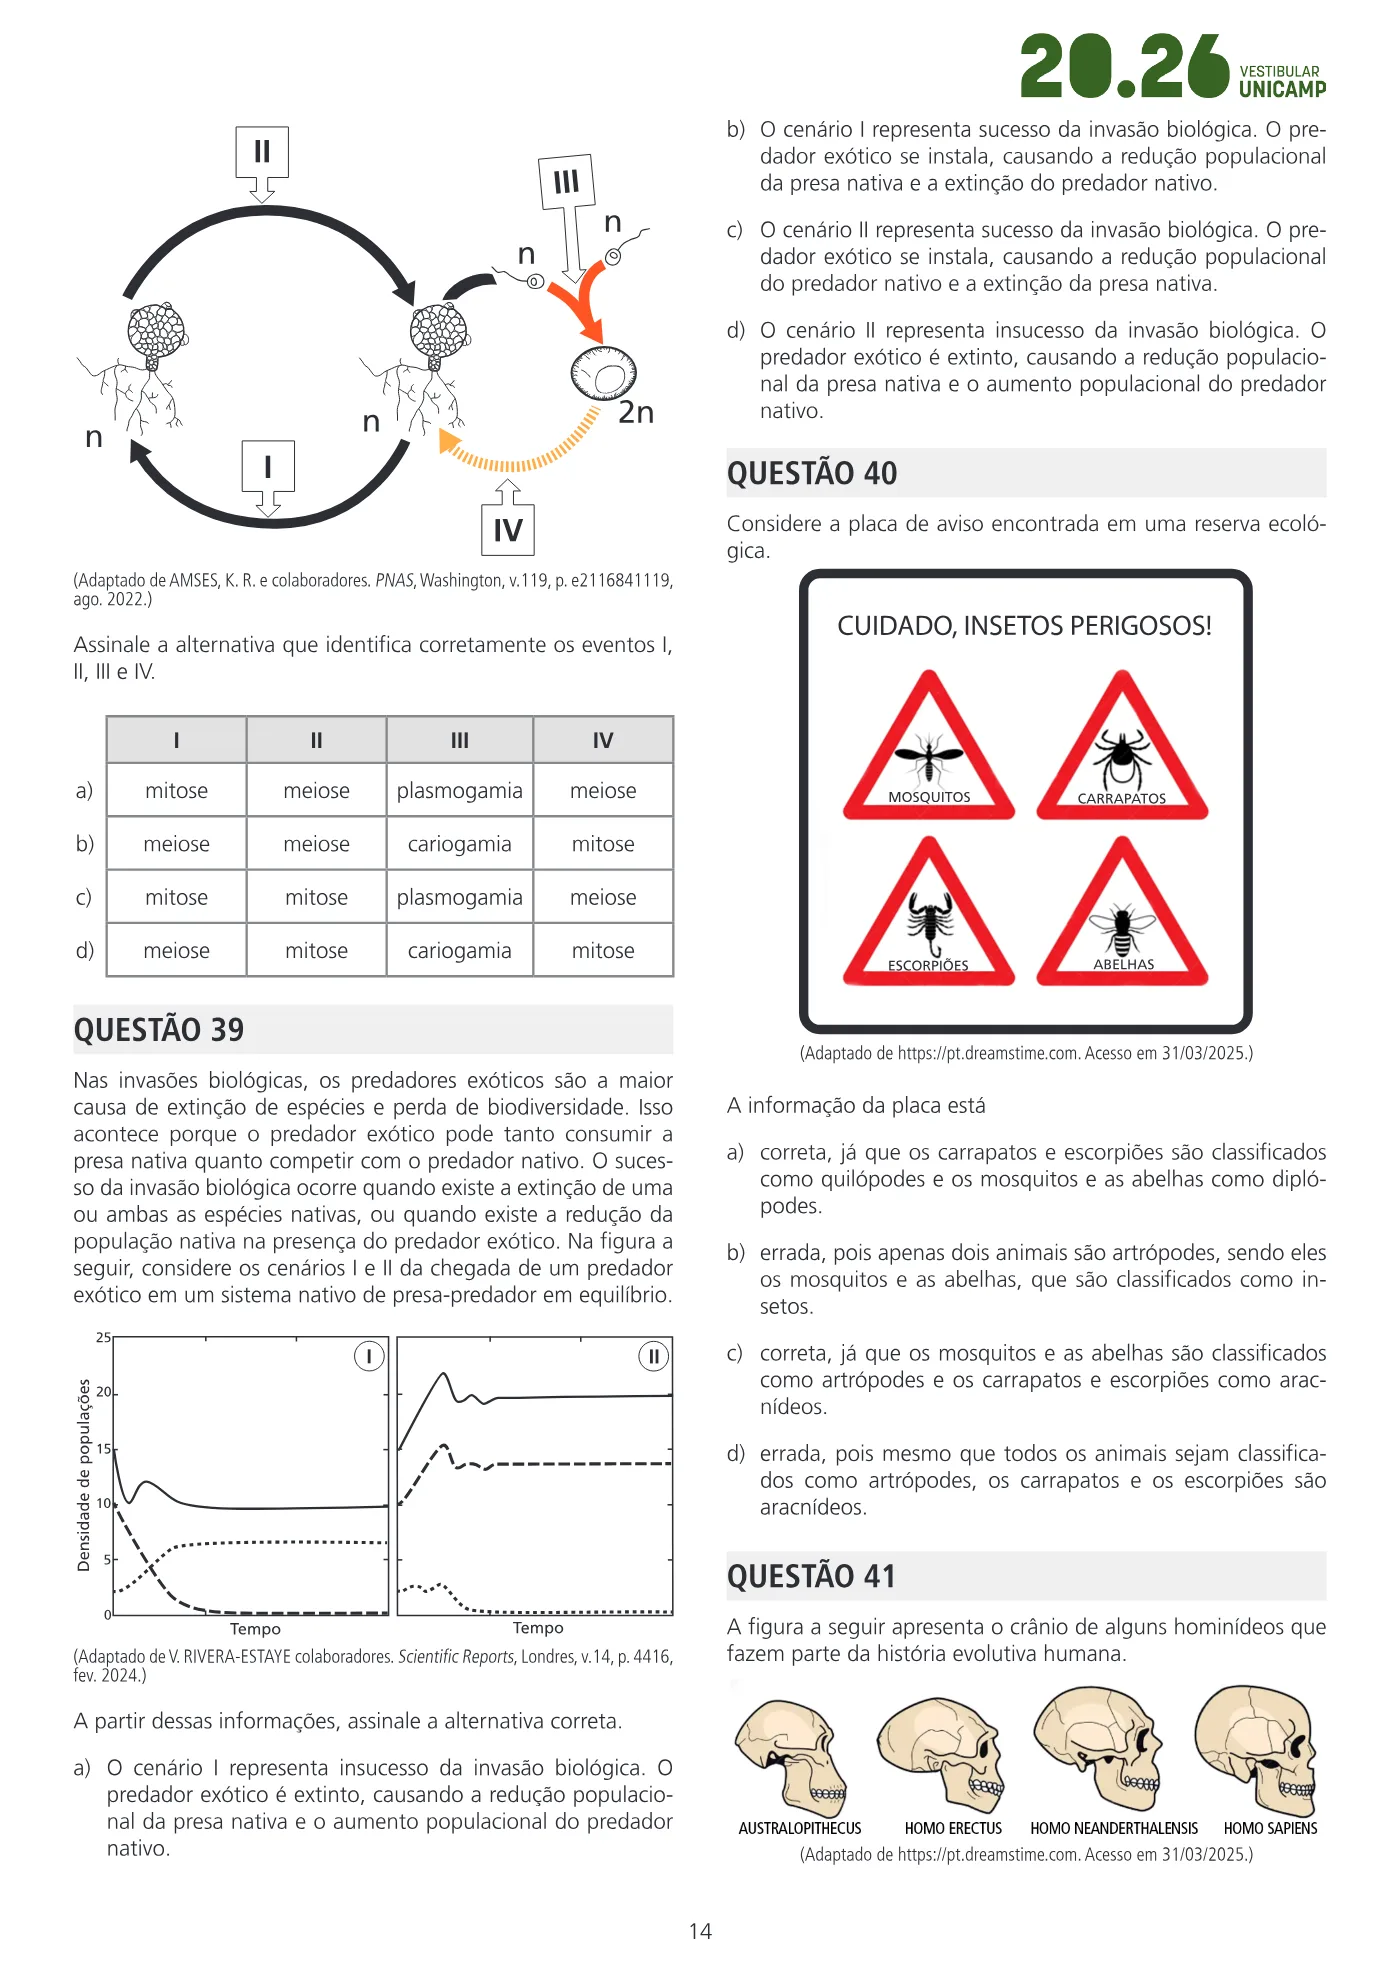 20.26 VESTIBULAR
UNICAMP
II
III
n
n
n
n
2n
I
IV
(Adaptado de AMSES, K. R. e colaboradores. PNAS, Washington, v.119, p. e2116841119,
ago. 2022.)
Assinale a alternativa que identifica corretamente os eventos I,
II, III e IV.
I II III IV
a) mitose meiose plasmogamia meiose
b) meiose meiose cariogamia mitose
c) mitose mitose plasmogamia meiose
d) meiose mitose cariogamia mitose
QUESTÃO 39
Nas invasões biológicas, os predadores exóticos são a maior
causa de extinção de espécies e perda de biodiversidade. Isso
acontece porque o predador exótico pode tanto consumir a
presa nativa quanto competir com o predador nativo. O suces-
so da invasão biológica ocorre quando existe a extinção de uma
ou ambas as espécies nativas, ou quando existe a redução da
população nativa na presença do predador exótico. Na figura a
seguir, considere os cenários I e II da chegada de um predador
exótico em um sistema nativo de presa-predador em equilíbrio.
25
20
15
10
5
0
Densidade de populações
I
II
Tempo
Tempo
(Adaptado de V. RIVERA-ESTAYE colaboradores. Scientific Reports, Londres, v.14, p. 4416,
fev. 2024.)
A partir dessas informações, assinale a alternativa correta.
a) O cenário I representa insucesso da invasão biológica. O
predador exótico é extinto, causando a redução populacio-
nal da presa nativa e o aumento populacional do predador
nativo.
b) O cenário I representa sucesso da invasão biológica. O pre-
dador exótico se instala, causando a redução populacional
da presa nativa e a extinção do predador nativo.
c) O cenário II representa sucesso da invasão biológica. O pre-
dador exótico se instala, causando a redução populacional
do predador nativo e a extinção da presa nativa.
d) O cenário II representa insucesso da invasão biológica. O
predador exótico é extinto, causando a redução populacio-
nal da presa nativa e o aumento populacional do predador
nativo.
QUESTÃO 40
Considere a placa de aviso encontrada em uma reserva ecoló-
gica.
CUIDADO, INSETOS PERIGOSOS!
MOSQUITOS
CARRAPATOS
ESCORPIÕES
ABELHAS
(Adaptado de https://pt.dreamstime.com. Acesso em 31/03/2025.)
A informação da placa está
a) correta, já que os carrapatos e escorpiões são classificados
como quilópodes e os mosquitos e as abelhas como dipló-
podes.
b) errada, pois apenas dois animais são artrópodes, sendo eles
os mosquitos e as abelhas, que são classificados como in-
setos.
c) correta, já que os mosquitos e as abelhas são classificados
como artrópodes e os carrapatos e escorpiões como arac-
nídeos.
d) errada, pois mesmo que todos os animais sejam classifica-
dos como artrópodes, os carrapatos e os escorpiões são
aracnídeos.
QUESTÃO 41
A figura a seguir apresenta o crânio de alguns hominídeos que
fazem parte da história evolutiva humana.
AUSTRALOPITHECUS HOMO ERECTUS HOMO NEANDERTHALENSIS HOMO SAPIENS
(Adaptado de https://pt.dreamstime.com. Acesso em 31/03/2025.)
14